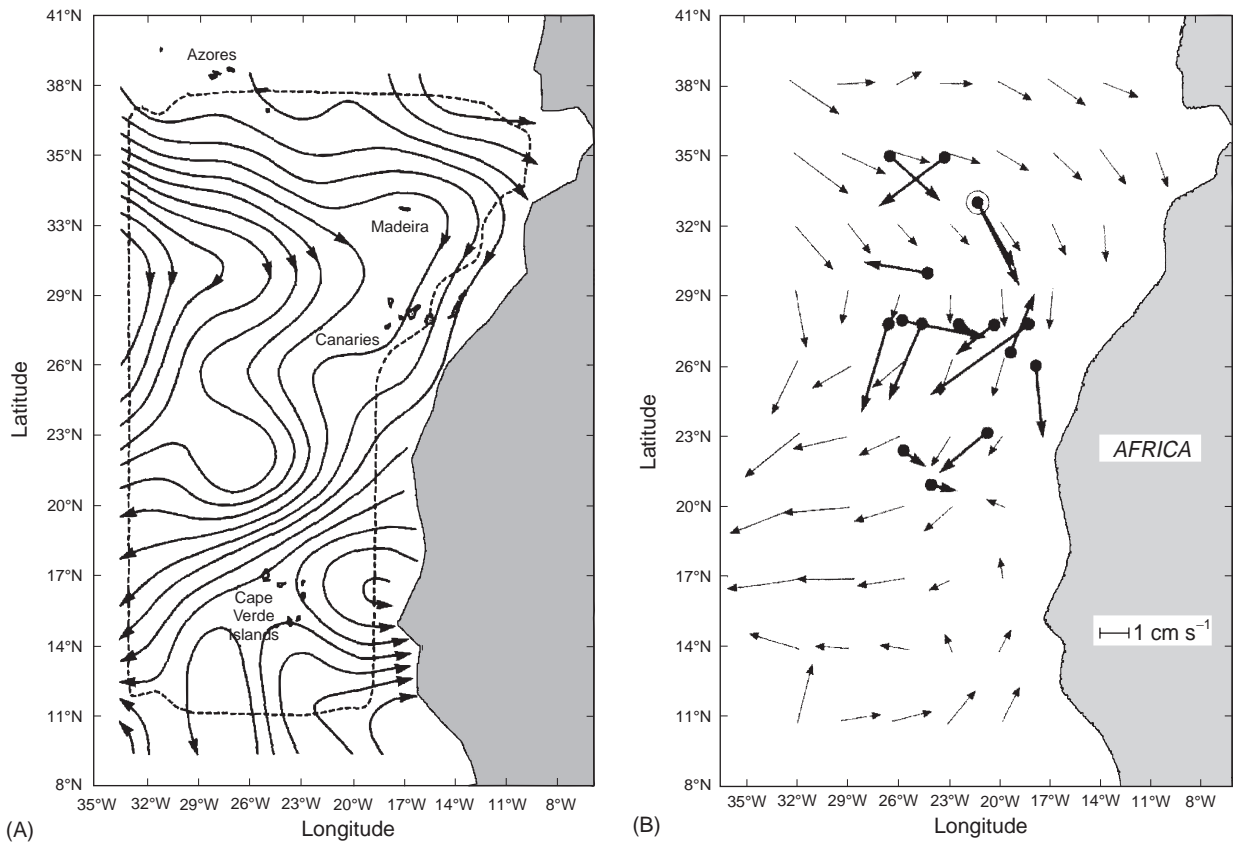 41°N
38°N
35°N
33°N
29°N
26°N
23°N
20°N
17°N
14°N
11°N
8°N
Latitude
Azores
Madeira
Canaries
Cape
Verde
Islands
35°W 32°W 29°W 26°W 23°W 20°W 17°W 14°W 11°W 8°W
Longitude
(A)
41°N
38°N
35°N
32°N
29°N
26°N
23°N
20°N
17°N
14°N
11°N
8°N
Latitude
AFRICA
1 cm s⁻¹
35°W 32°W 29°W 26°W 23°W 20°W 17°W 14°W 11°W 8°W
Longitude
(B)